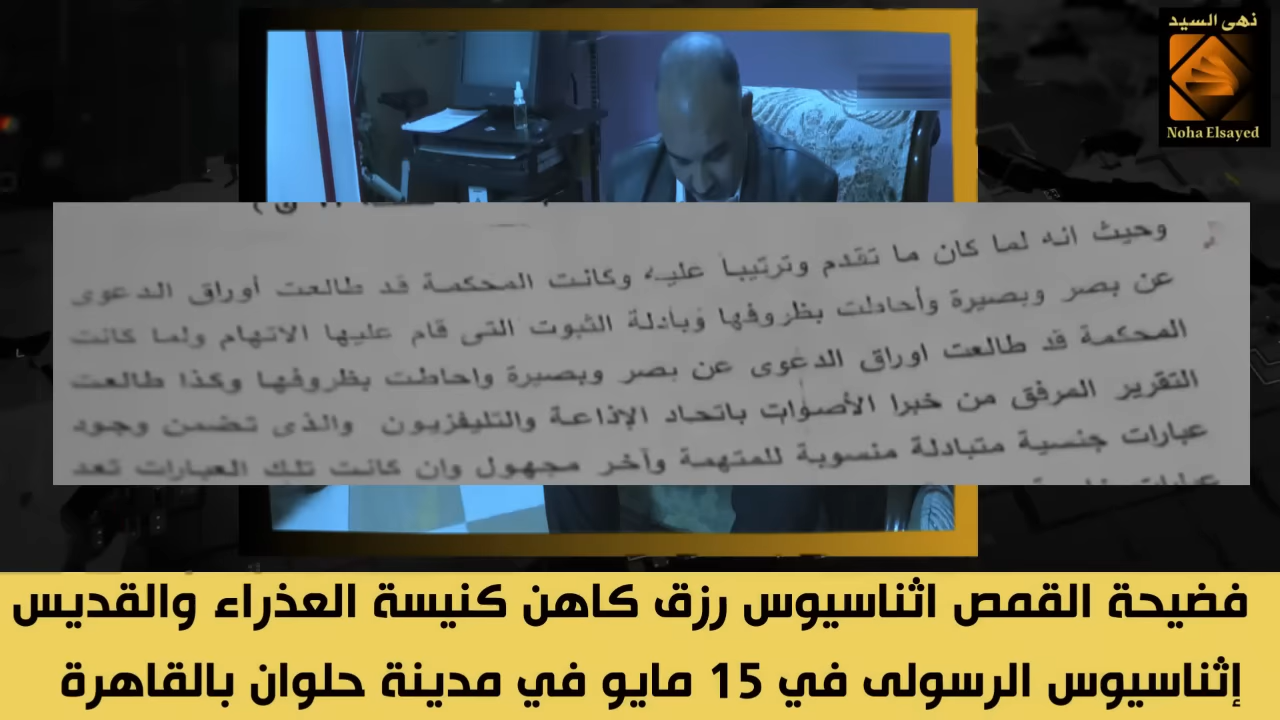 نهى السيد
Noha Elsayed
وحيث انه لما كان ما تقدم وترتيبا عليه وكانت المحكمة قد طالعت أوراق الدعوى
عن بصر وبصيرة وأحاطت بظروفها وبادلة الثبوت التى قام عليها الاتهام ولما كانت
المحكمة قد طالعت اوراق الدعوى عن بصر وبصيرة واحاطت بظروفها وكذا طالعت
التقرير المرفق من خبرا الأصوات باتحاد الإذاعة والتليفزيون والذى تضمن وجود
عبارات جنسية متبادلة منسوبة للمتهمة وآخر مجهول وان كانت تلك العبارات تعد
فضيحة القمص اثناسيوس رزق كاهن كنيسة العذراء والقديس
إثناسيوس الرسولى في 15 مايو في مدينة حلوان بالقاهرة